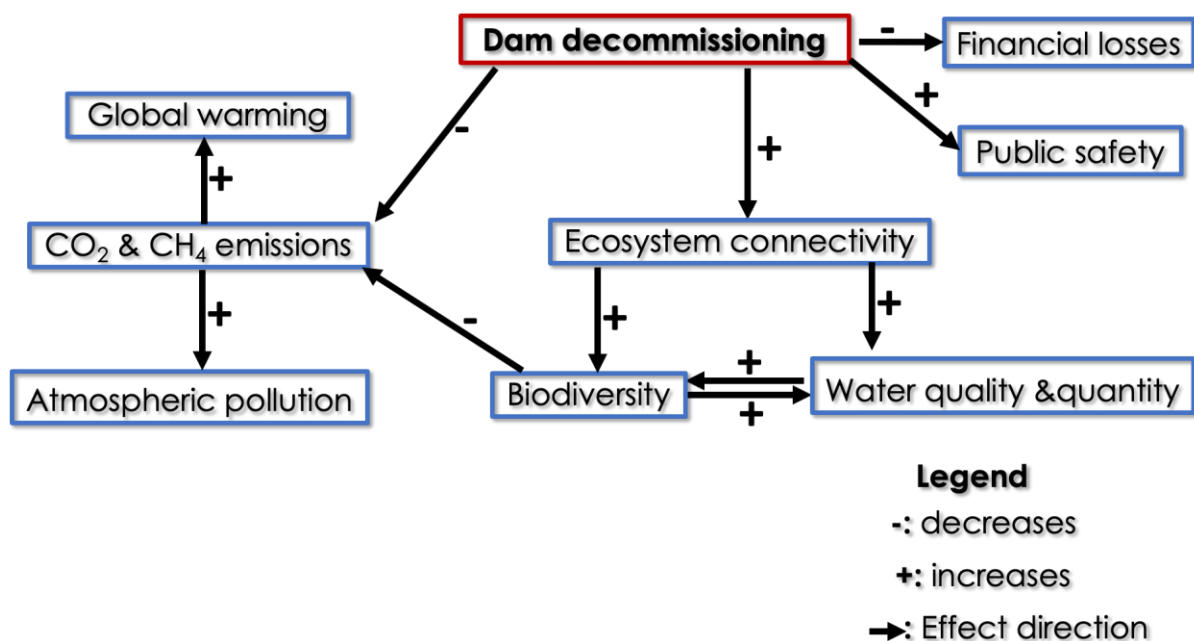 Dam decommissioning
-
Financial losses
+
Public safety
Global warming
-
+
+
CO₂ & CH₄ emissions
Ecosystem connectivity
+
-
+
+
Atmospheric pollution
Biodiversity
+
+
Water quality &quantity
Legend
-: decreases
+: increases
: Effect direction